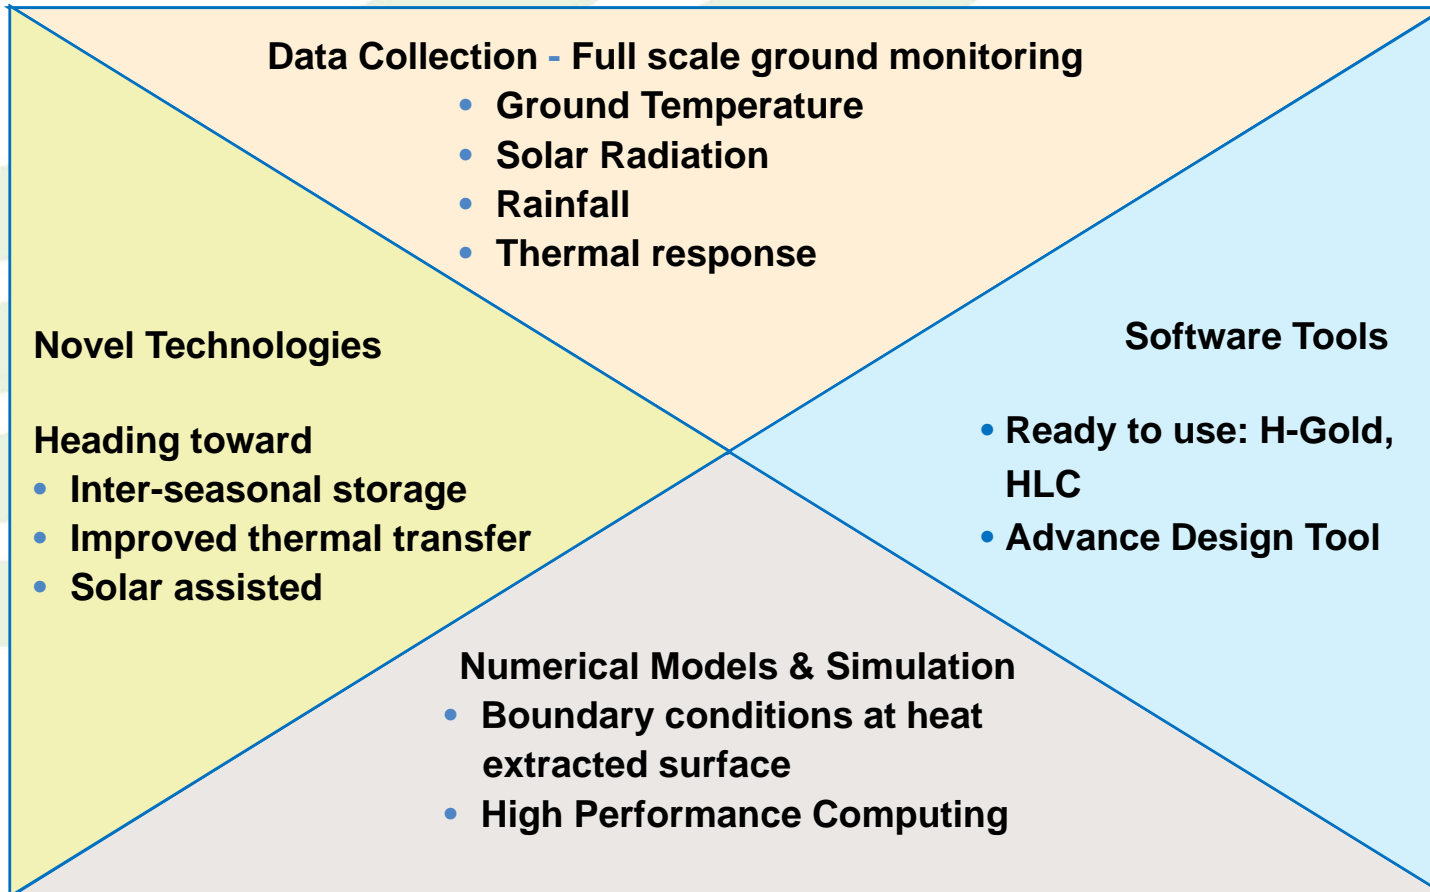 Data Collection - Full scale ground monitoring
• Ground Temperature
• Solar Radiation
• Rainfall
• Thermal response
Novel Technologies
Heading toward
• Inter-seasonal storage
• Improved thermal transfer
• Solar assisted
Software Tools
• Ready to use: H-Gold,
HLC
• Advance Design Tool
Numerical Models & Simulation
• Boundary conditions at heat
extracted surface
• High Performance Computing